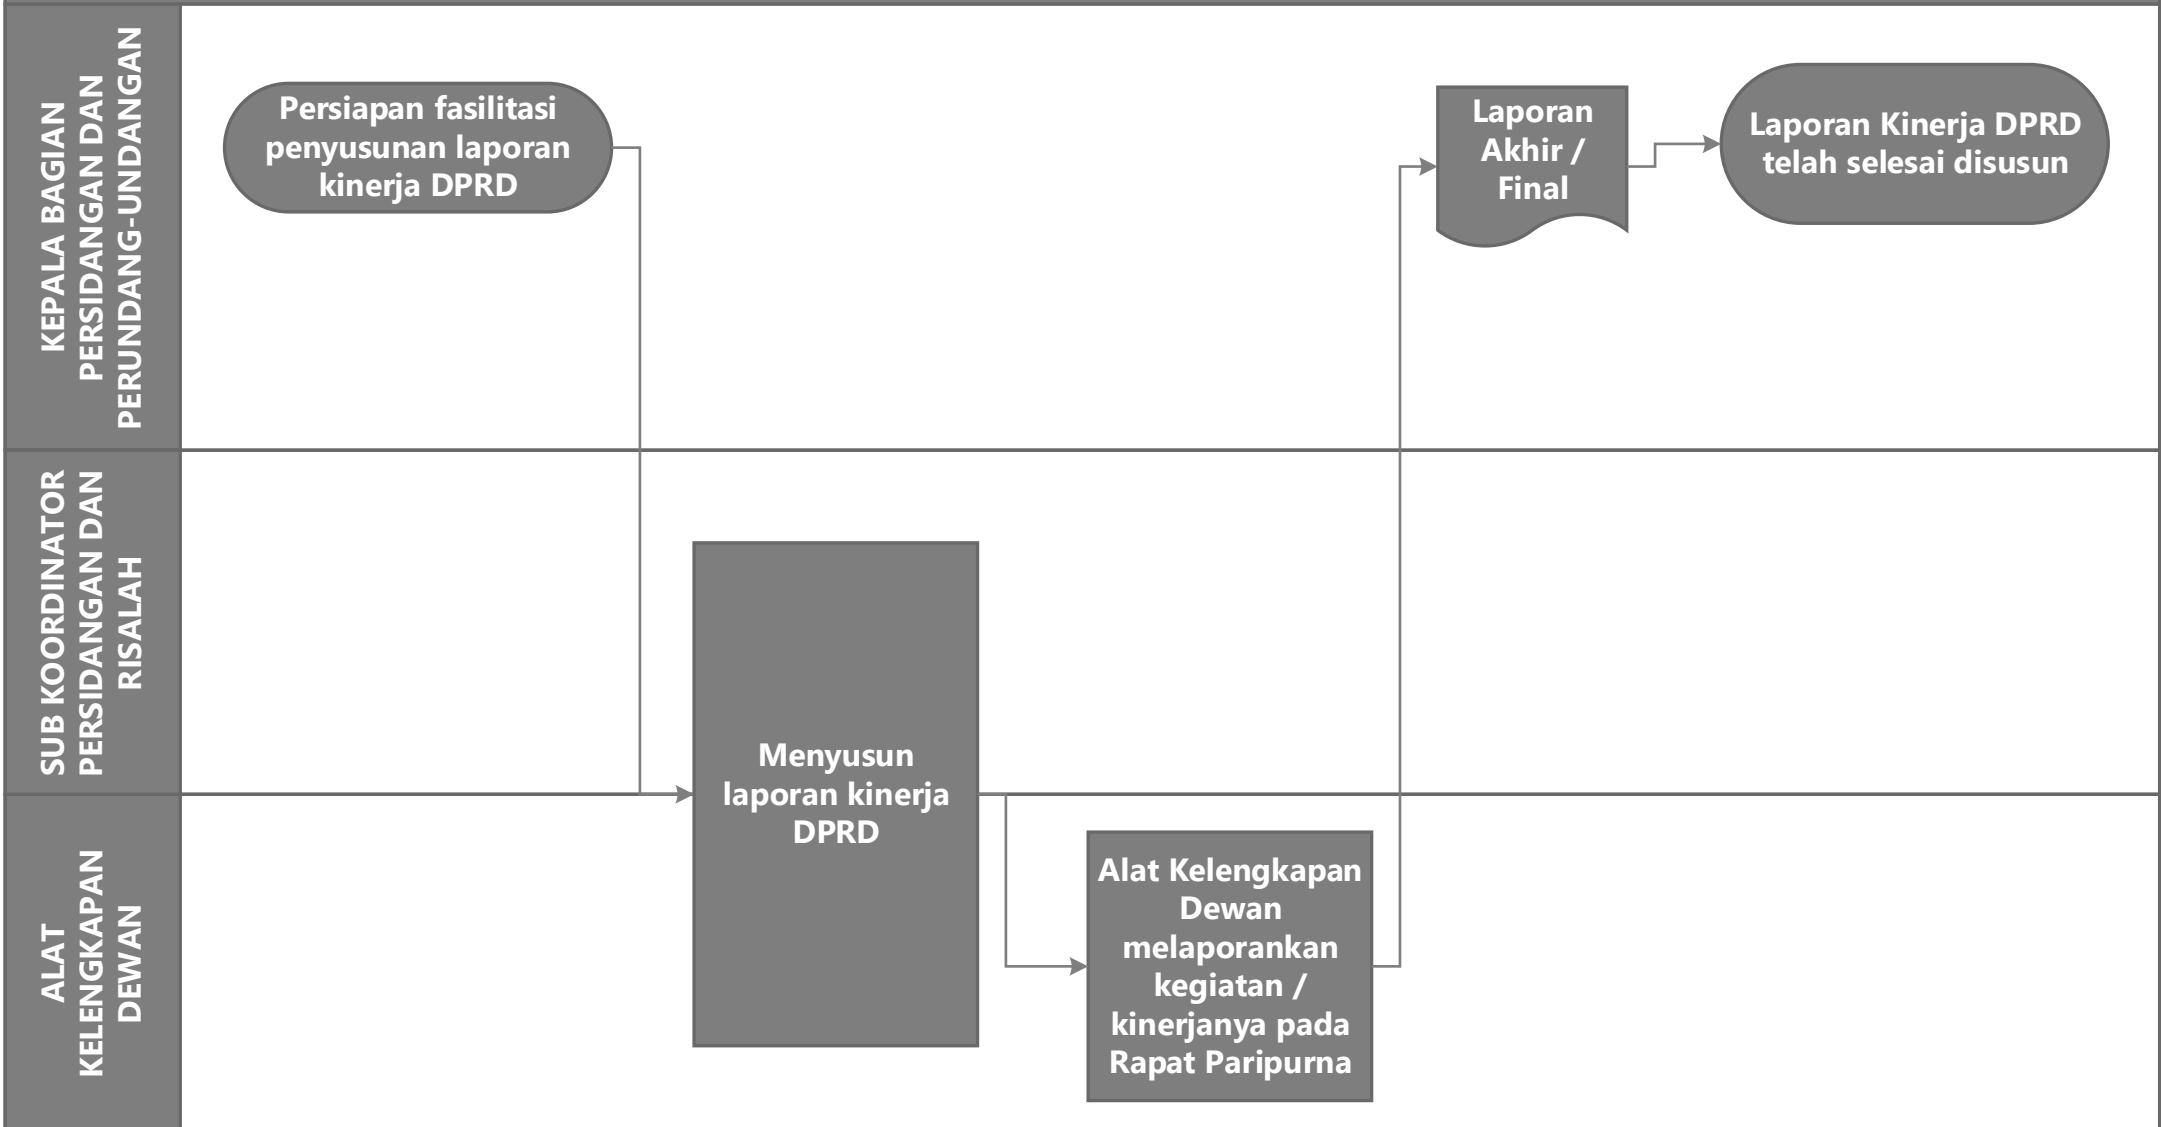 KEPALA BAGIAN
PERSIDANGAN DAN
PERUNDANG-UNDANGAN
Persiapan fasilitasi
penyusunan laporan
kinerja DPRD
Laporan
Akhir /
Final
Laporan Kinerja DPRD
telah selesai disusun
SUB KOORDINATOR
PERSIDANGAN DAN
RISALAH
Menyusun
laporan kinerja
DPRD
ALAT
KELENGKAPAN
DEWAN
Alat Kelengkapan
Dewan
melaporankan
kegiatan /
kinerjanya pada
Rapat Paripurna